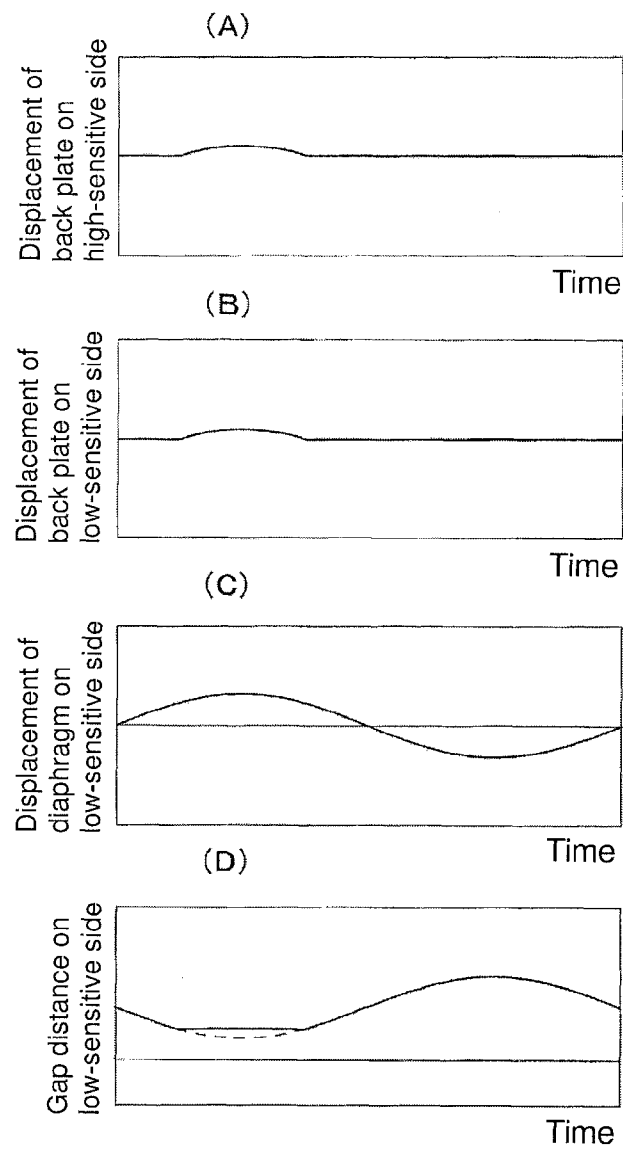 (A)
Displacement of
back plate on
high-sensitive side
Time
(B)
Displacement of
back plate on
low-sensitive side
Time
(C)
Displacement of
diaphragm on
low-sensitive side
Time
(D)
Gap distance on
low-sensitive side
Time